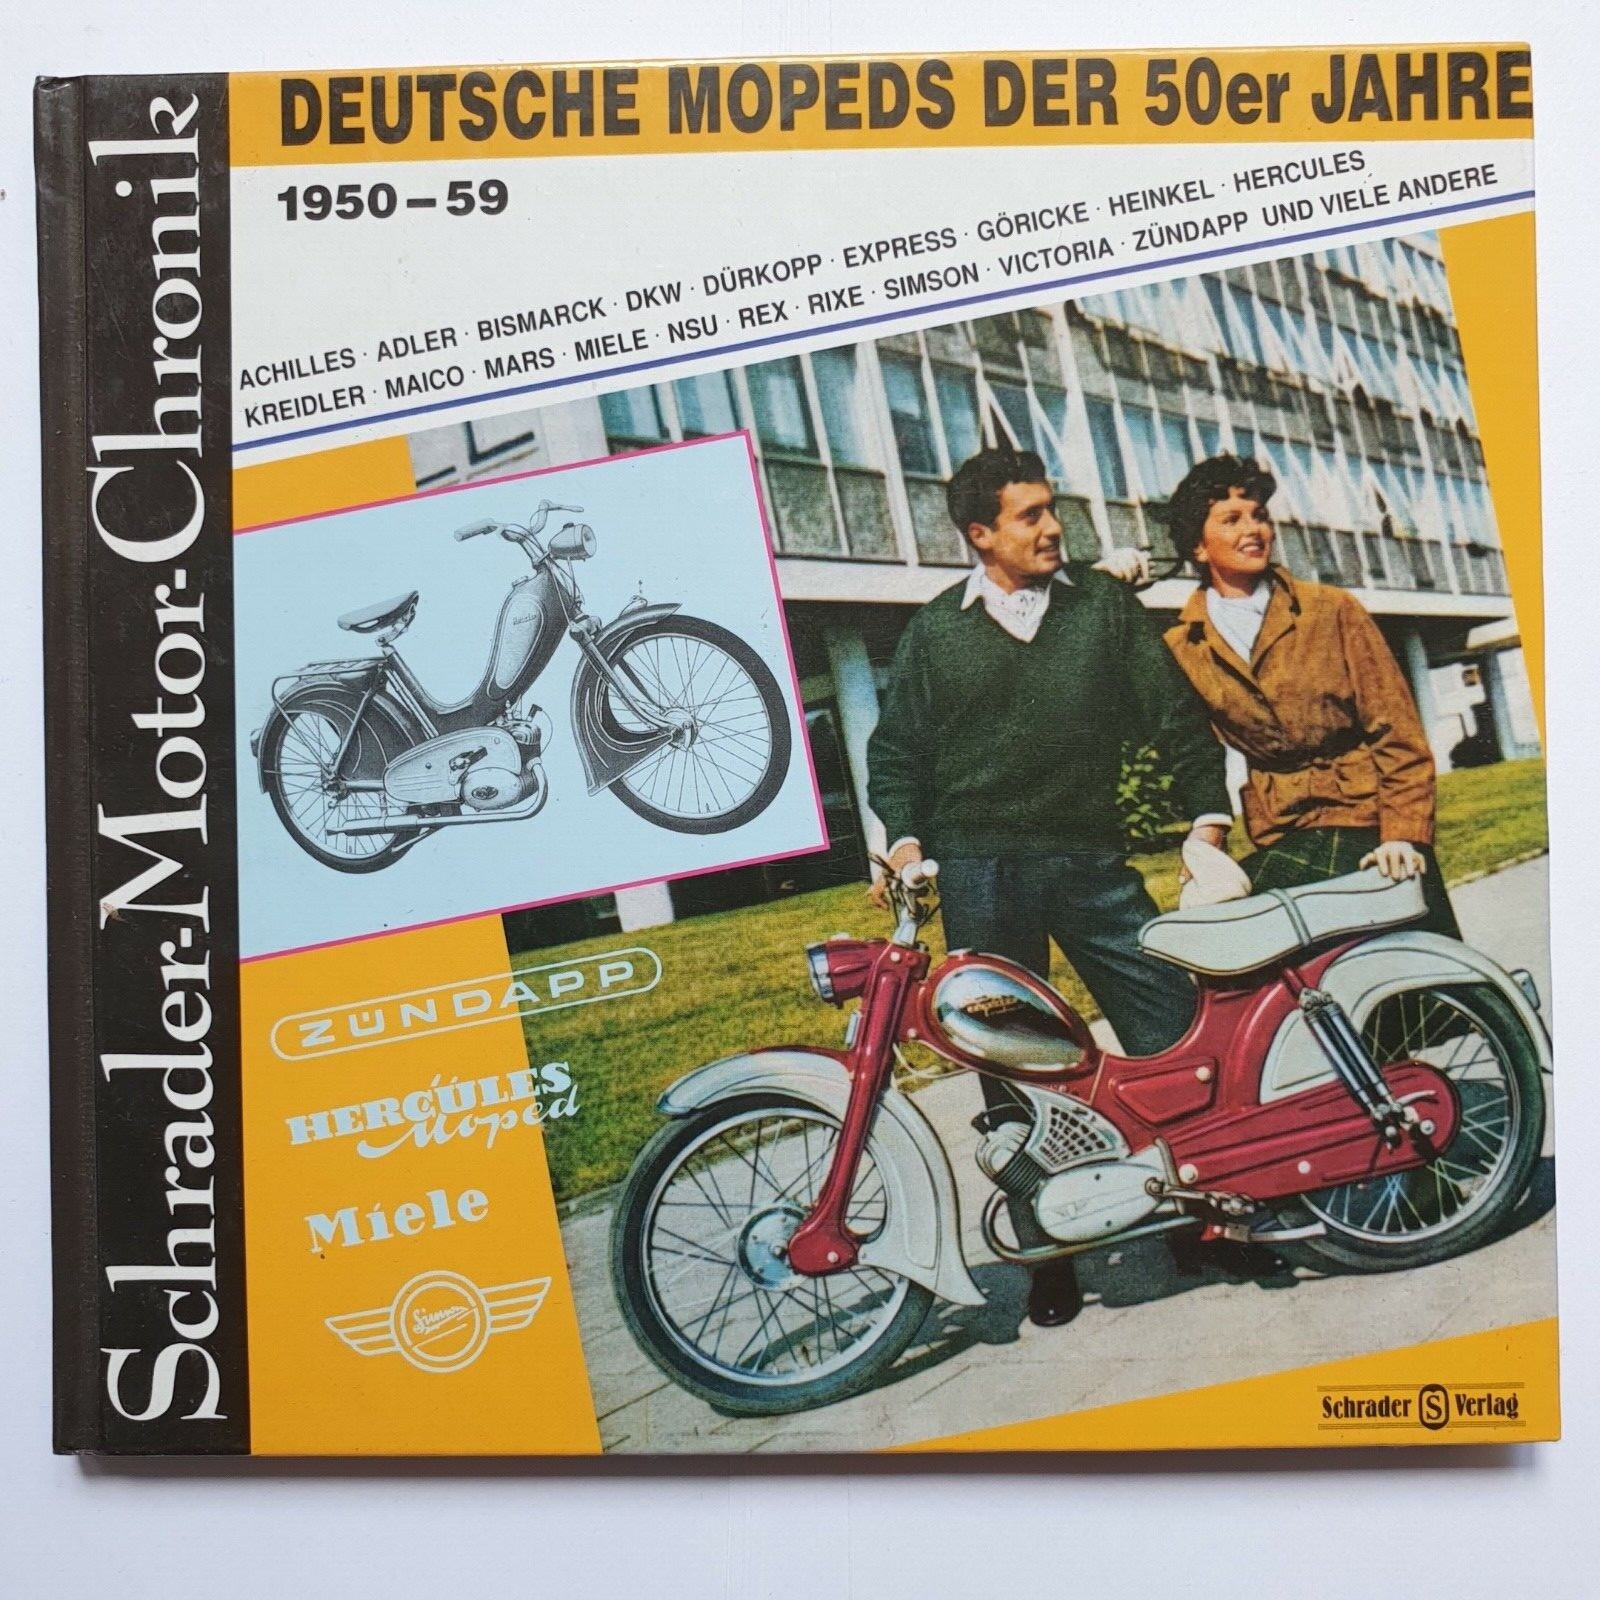 Schrader-Motor-Chronik
DEUTSCHE MOPEDS DER 50er JAHRE
1950–59
ACHILLES · ADLER · BISMARCK · DKW · DÜRKOPP · EXPRESS · GÖRICKE · HEINKEL · HERCULES
KREIDLER · MAICO · MARS · MIELE · NSU · REX · RIXE · SIMSON · VICTORIA · ZÜNDAPP UND VIELE ANDERE
ZÜNDAPP
HERCULES
Moped
Miele
Simson
Schrader S Verlag